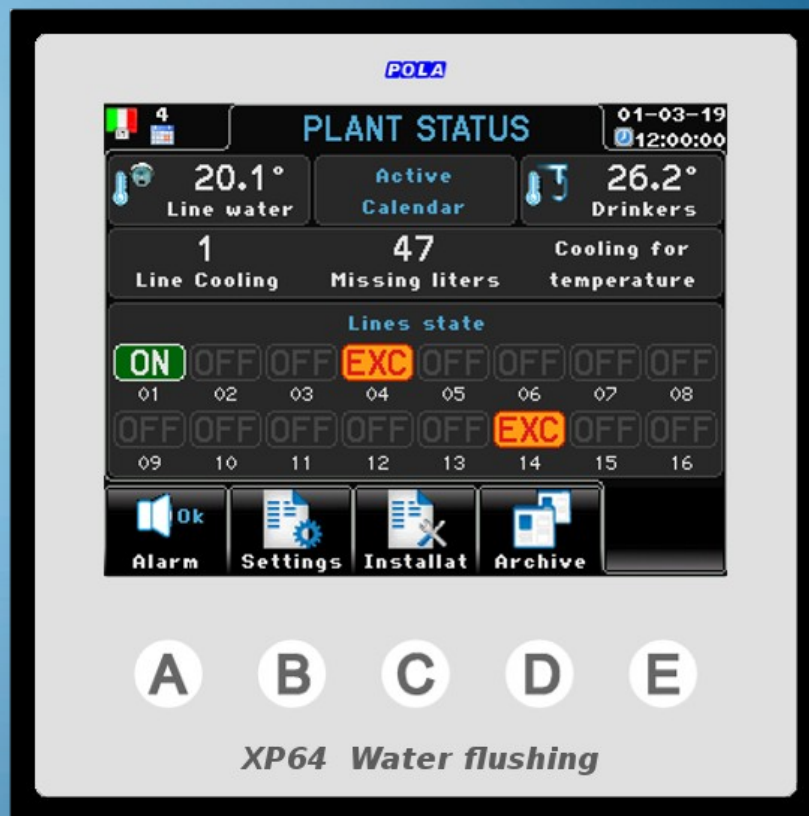 POLA
4
PLANT STATUS
01-03-19
12:00:00
20.1°
Line water
Active
Calendar
26.2°
Drinkers
1
Line Cooling
47
Missing liters
Cooling for
temperature
Lines state
ON OFF OFF EXC OFF OFF OFF OFF
01 02 03 04 05 06 07 08
OFF OFF OFF OFF OFF EXC OFF OFF
09 10 11 12 13 14 15 16
Ok
Alarm Settings Installat Archive
A B C D E
XP64 Water flushing